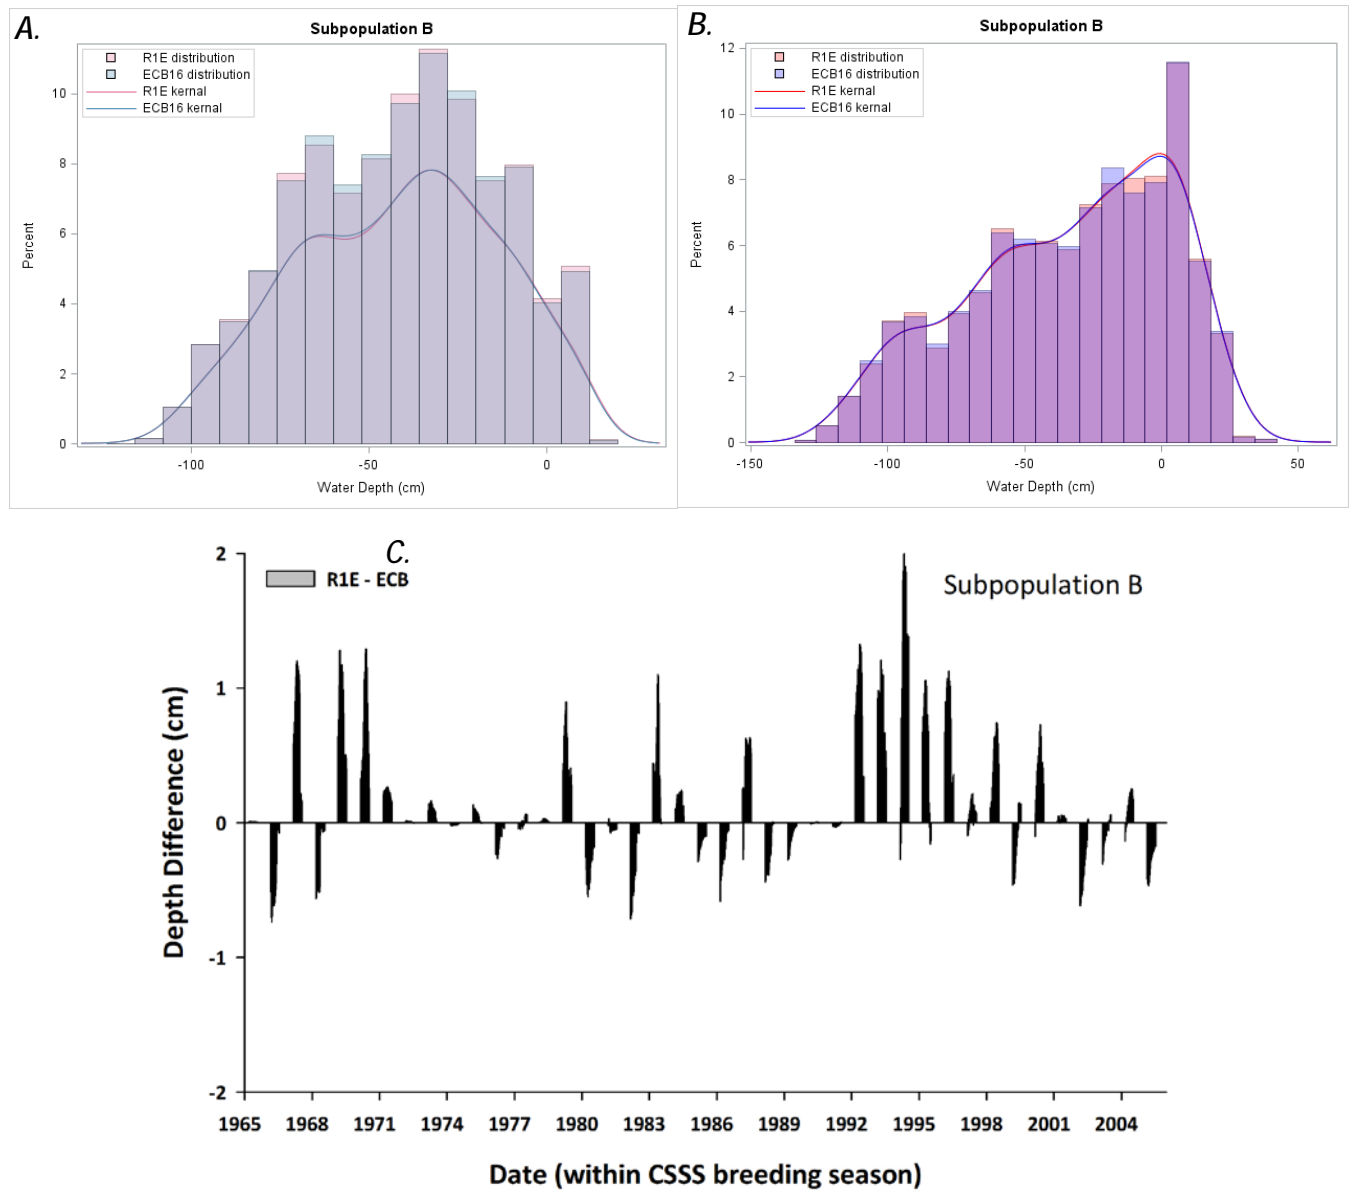 A.
Subpopulation B
R1E distribution
ECB16 distribution
R1E kernal
ECB16 kernal
10
8
6
4
2
0
Percent
-100
-50
0
Water Depth (cm)
B.
Subpopulation B
R1E distribution
ECB16 distribution
R1E kernal
ECB16 kernal
12
10
8
6
4
2
0
Percent
-150
-100
-50
0
50
Water Depth (cm)
C.
R1E - ECB
Subpopulation B
2
1
0
-1
-2
Depth Difference (cm)
1965 1968 1971 1974 1977 1980 1983 1986 1989 1992 1995 1998 2001 2004
Date (within CSSS breeding season)